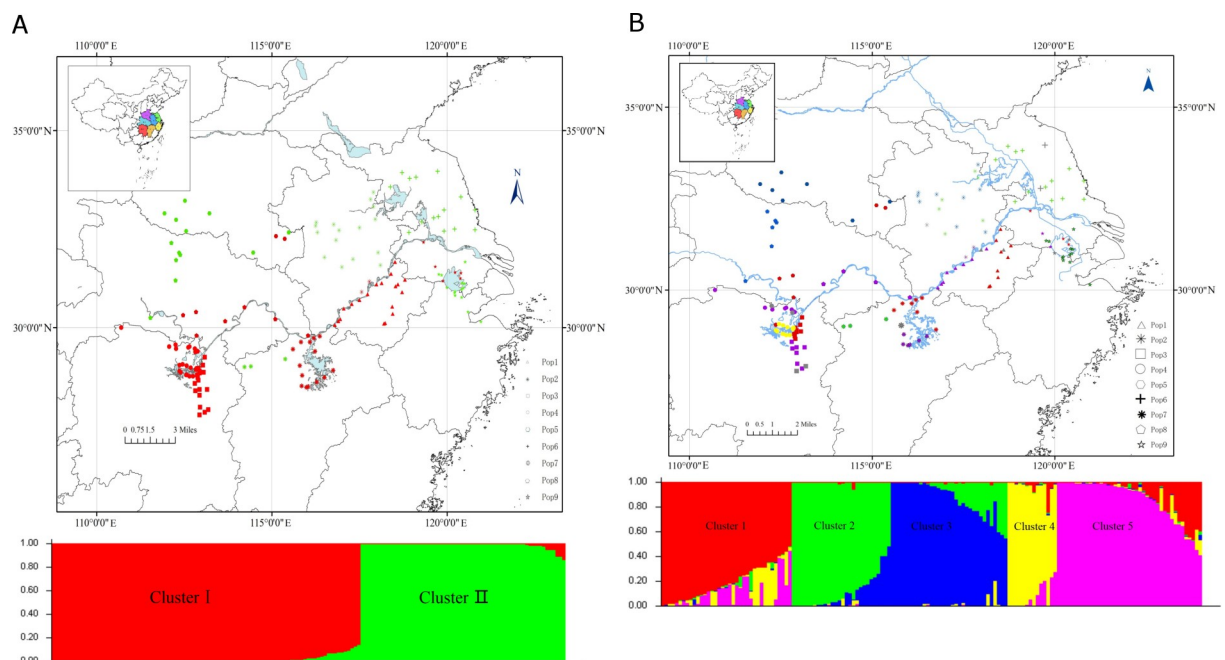 A
110°0'0"E 115°0'0"E 120°0'0"E
35°0'0"N 35°0'0"N
30°0'0"N 30°0'0"N
Pop1
Pop2
Pop3
Pop4
Pop5
Pop6
Pop7
Pop8
Pop9
0 0.75 1.5 3 Miles
110°0'0"E 115°0'0"E 120°0'0"E
1.00
0.80
0.60
0.40
0.20
0.00
Cluster Ⅰ Cluster Ⅱ
B
110°0'0"E 115°0'0"E 120°0'0"E
N
35°0'0"N 35°0'0"N
30°0'0"N 30°0'0"N
Pop1
Pop2
Pop3
Pop4
Pop5
Pop6
Pop7
Pop8
Pop9
0 0.5 1 2 Miles
110°0'0"E 115°0'0"E 120°0'0"E
1.00
0.80
0.60
0.40
0.20
0.00
Cluster 1 Cluster 2 Cluster 3 Cluster 4 Cluster 5